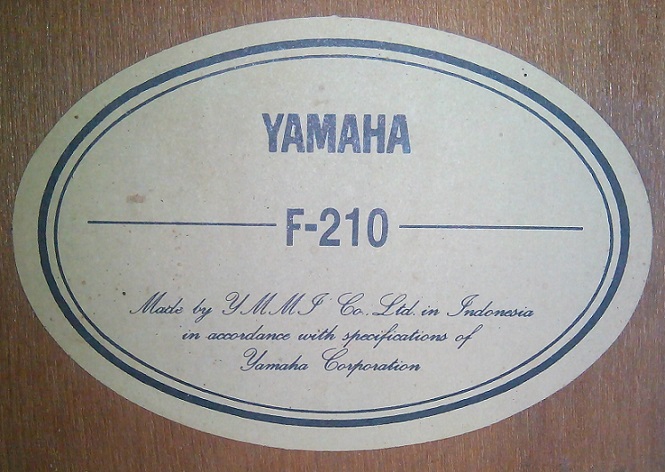 YAMAHA
F-210
Made by YMMI Co. Ltd. in Indonesia
in accordance with specifications of
Yamaha Corporation